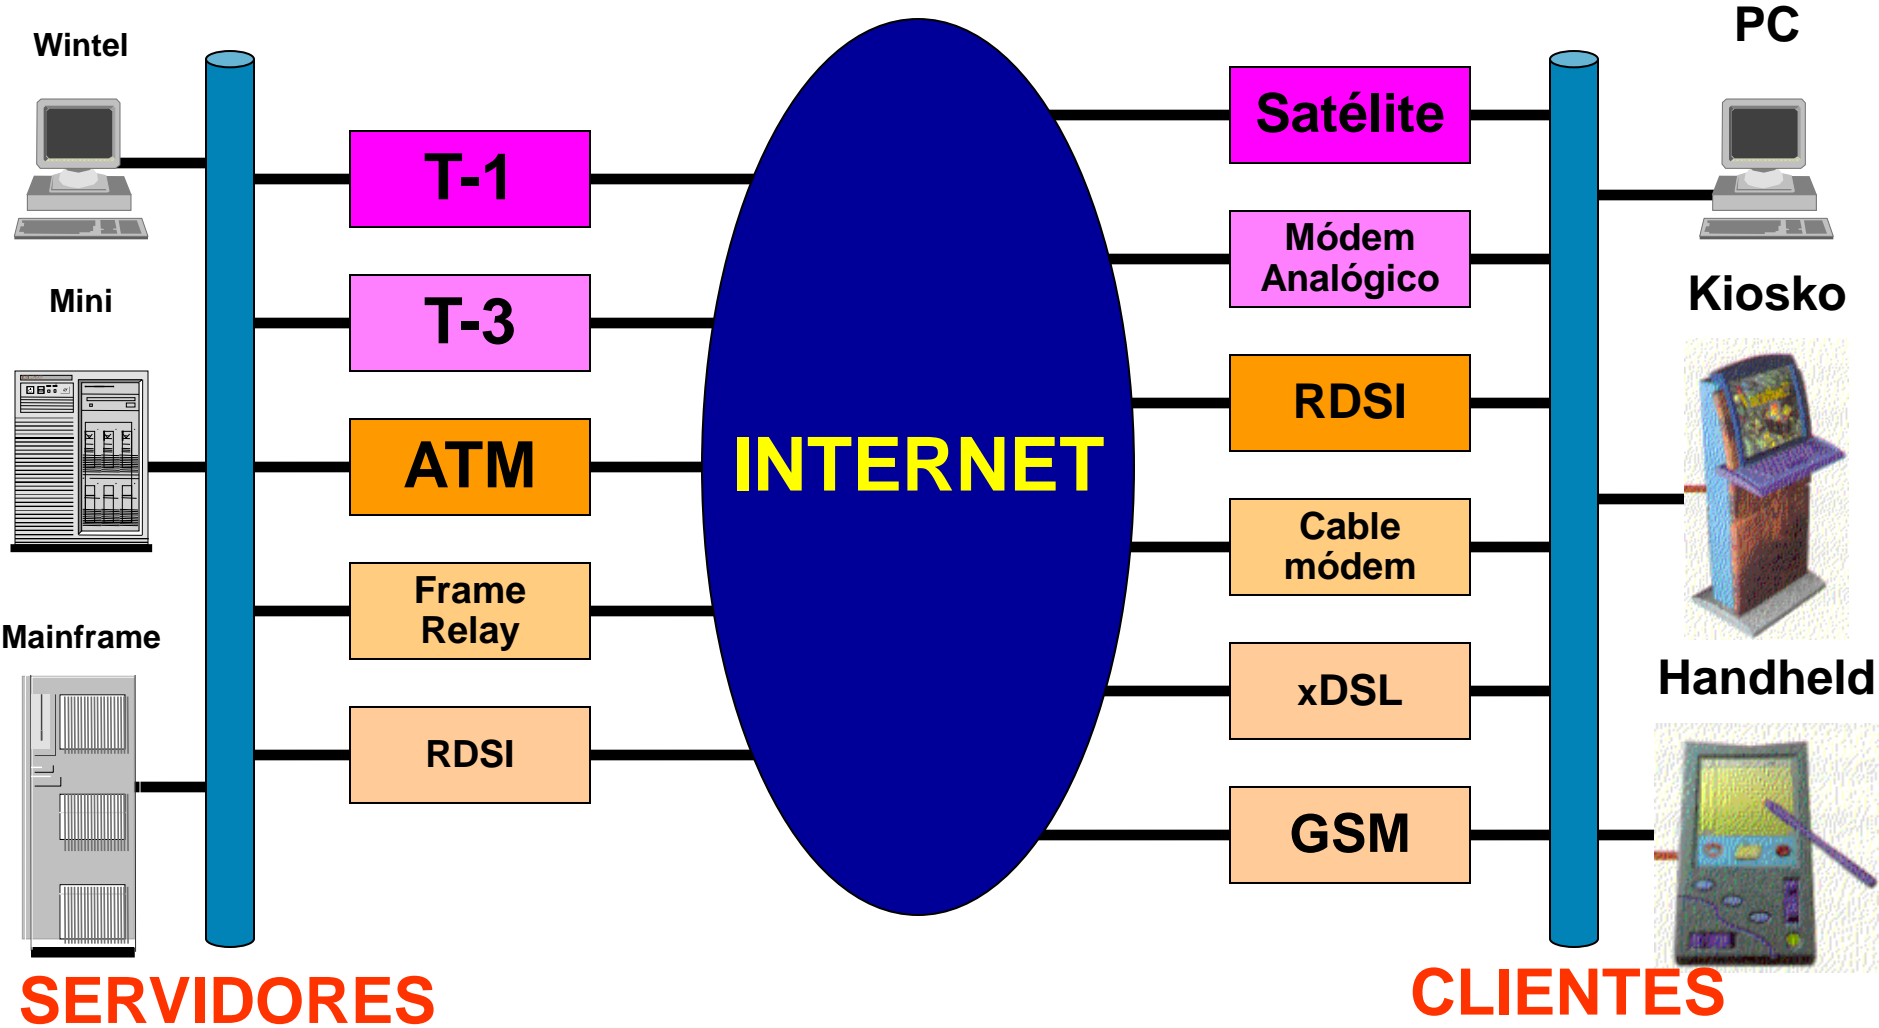 Wintel
Mini
Mainframe
T-1
T-3
ATM
Frame
Relay
RDSI
INTERNET
Satélite
Módem
Analógico
RDSI
Cable
módem
xDSL
GSM
PC
Kiosko
Handheld
SERVIDORES
CLIENTES